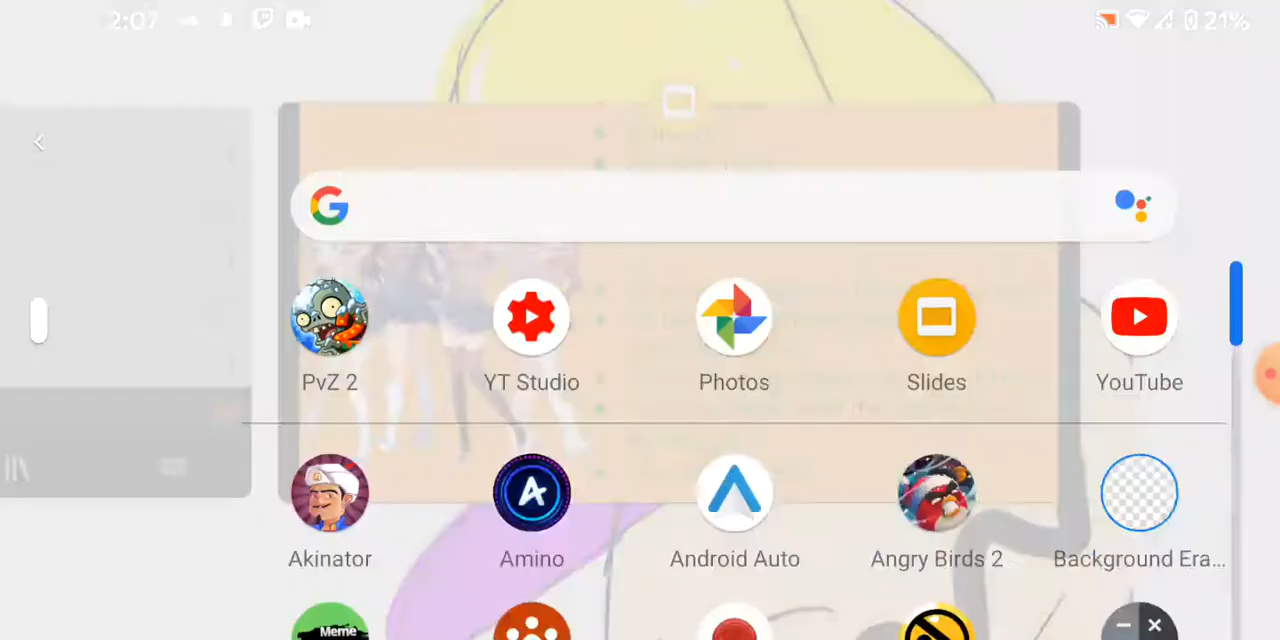 2:07 21%
PvZ 2 YT Studio Photos Slides YouTube
Akinator Amino Android Auto Angry Birds 2 Background Era...
Meme